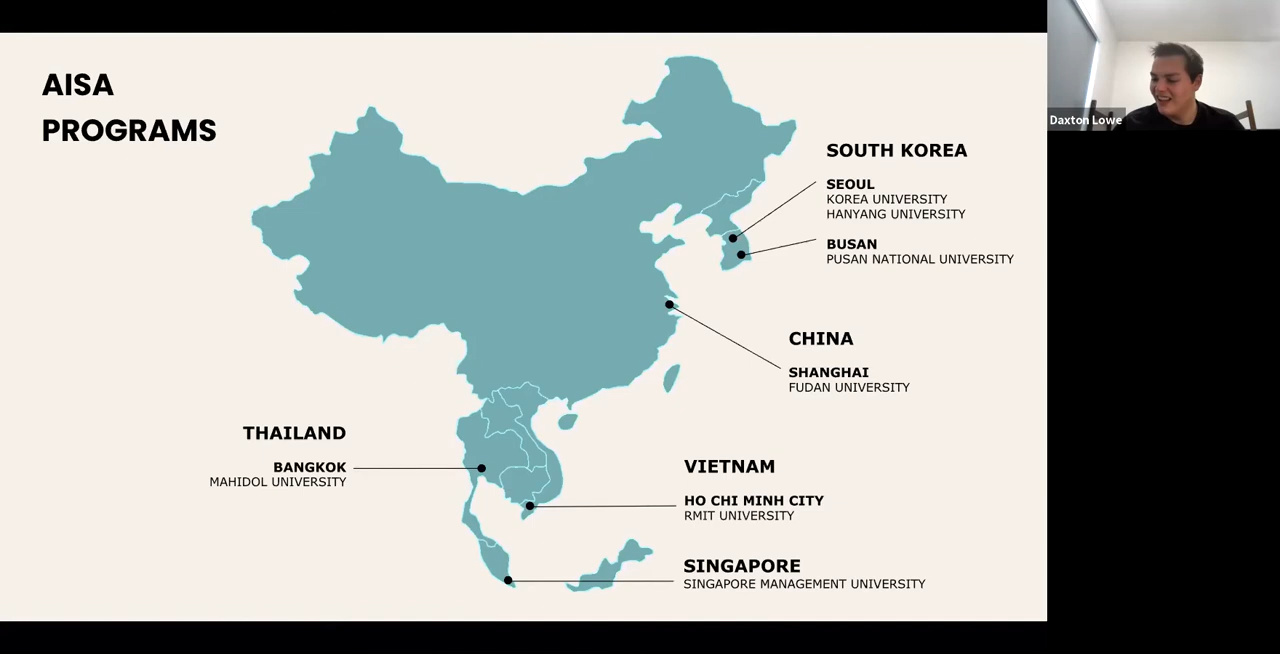 AISA
PROGRAMS
SOUTH KOREA
SEOUL
KOREA UNIVERSITY
HANYANG UNIVERSITY
BUSAN
PUSAN NATIONAL UNIVERSITY
CHINA
SHANGHAI
FUDAN UNIVERSITY
THAILAND
BANGKOK
MAHIDOL UNIVERSITY
VIETNAM
HO CHI MINH CITY
RMIT UNIVERSITY
SINGAPORE
SINGAPORE MANAGEMENT UNIVERSITY
Daxton Lowe